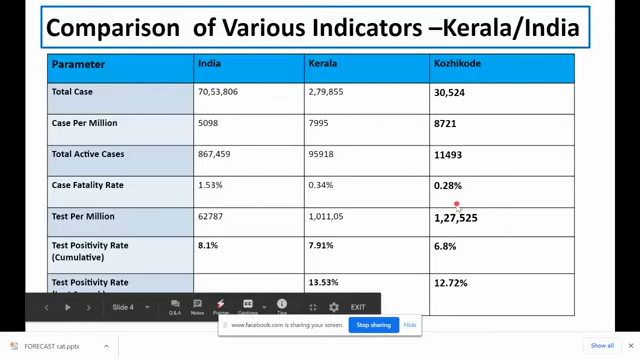 Comparison of Various Indicators –Kerala/India
Parameter India Kerala Kozhikode
Total Case 70,53,806 2,79,855 30,524
Case Per Million 5098 7995 8721
Total Active Cases 867,459 95918 11493
Case Fatality Rate 1.53% 0.34% 0.28%
Test Per Million 62787 1,011,05 1,27,525
Test Positivity Rate 8.1% 7.91% 6.8%
(Cumulative)
Test Positivity Rate 13.53% 12.72%
Slide 4 Q&A Notes Pointer Captions Tips EXIT
www.facebook.com is sharing your screen. Stop sharing Hide
FORECAST cat.pptx Show all